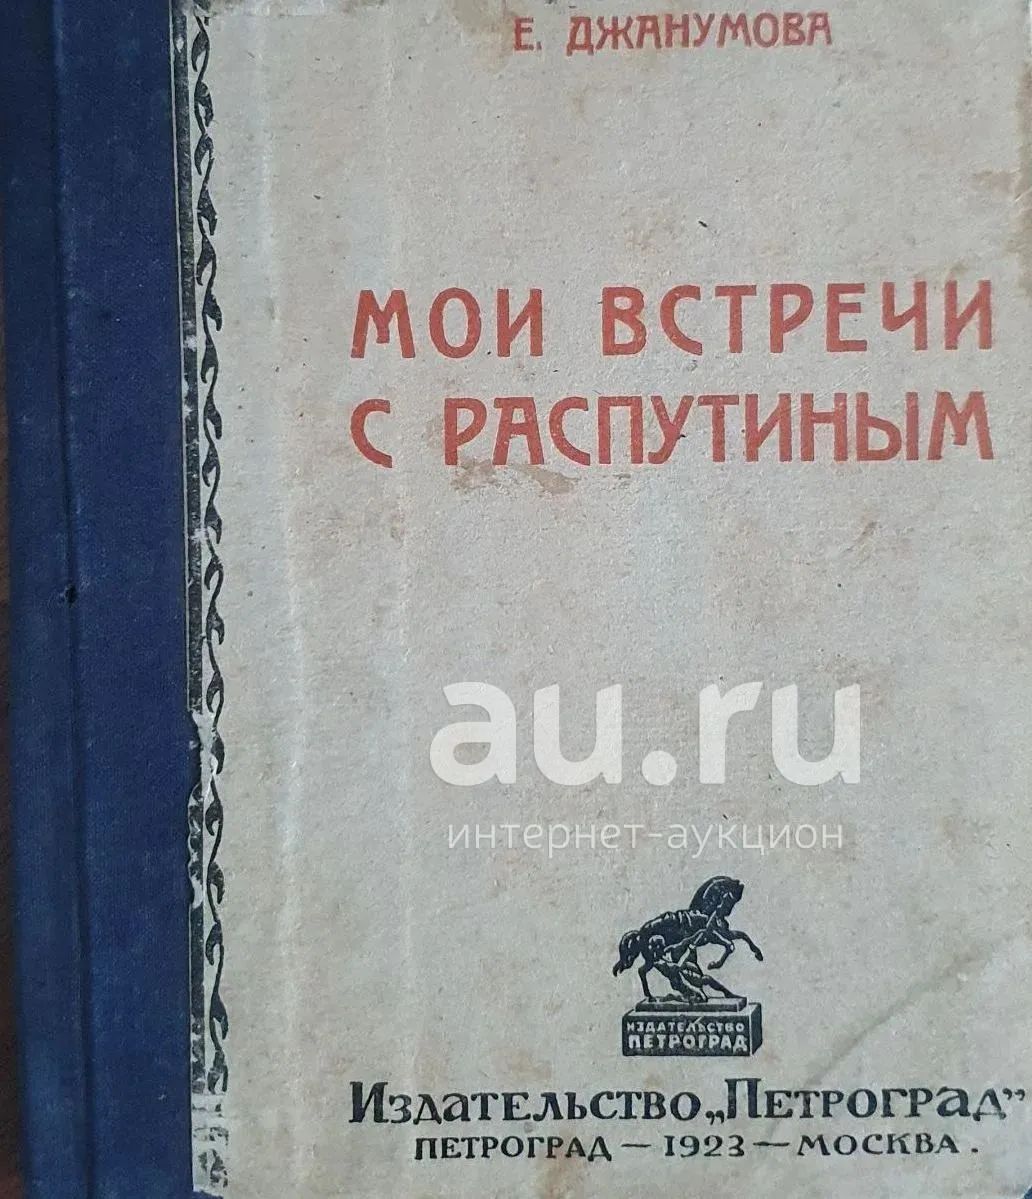 Е. ДЖАНУМОВА
МОИ ВСТРЕЧИ
С РАСПУТИНЫМ
au.ru
интернет-аукцион
ИЗДАТЕЛЬСТВО
ПЕТРОГРАД
Издательство „Петроград”
ПЕТРОГРАД — 1923 — МОСКВА.